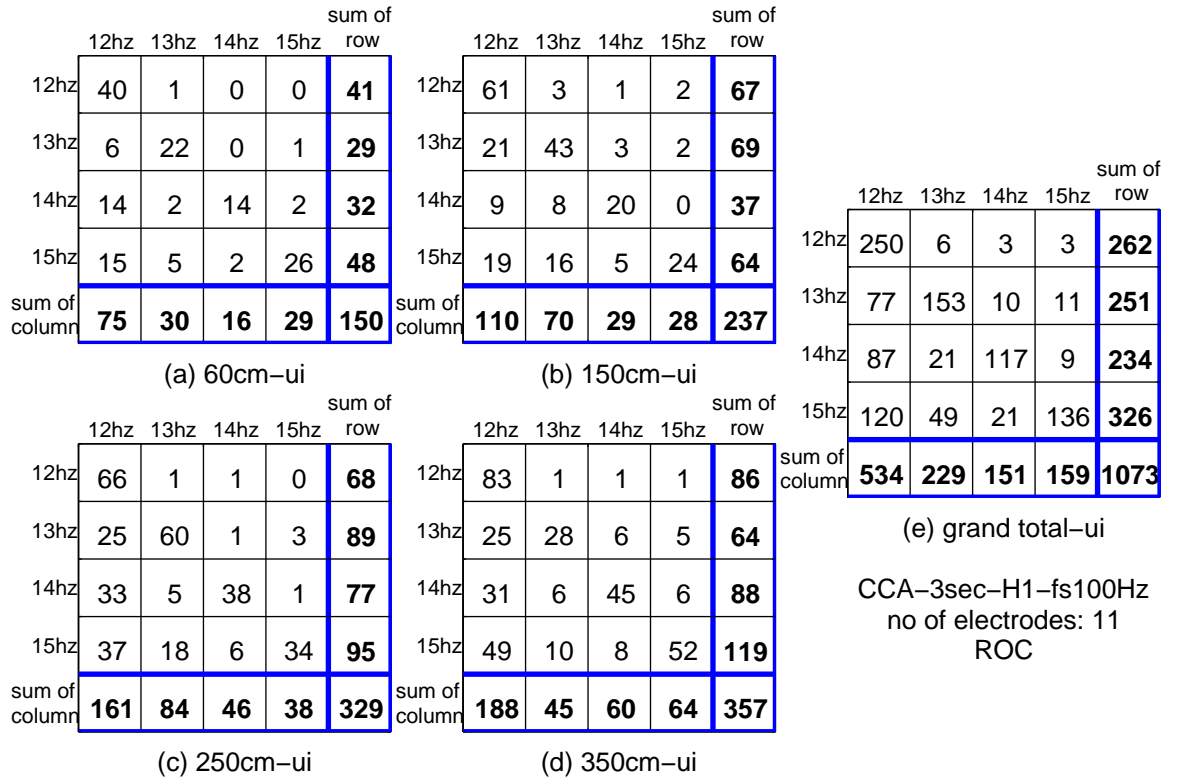 sum of
12hz 13hz 14hz 15hz row
12hz 40 1 0 0 41
13hz 6 22 0 1 29
14hz 14 2 14 2 32
15hz 15 5 2 26 48
sum of
column 75 30 16 29 150
(a) 60cm−ui
sum of
12hz 13hz 14hz 15hz row
12hz 61 3 1 2 67
13hz 21 43 3 2 69
14hz 9 8 20 0 37
15hz 19 16 5 24 64
sum of
column 110 70 29 28 237
(b) 150cm−ui
sum of
12hz 13hz 14hz 15hz row
12hz 66 1 1 0 68
13hz 25 60 1 3 89
14hz 33 5 38 1 77
15hz 37 18 6 34 95
sum of
column 161 84 46 38 329
(c) 250cm−ui
sum of
12hz 13hz 14hz 15hz row
12hz 83 1 1 1 86
13hz 25 28 6 5 64
14hz 31 6 45 6 88
15hz 49 10 8 52 119
sum of
column 188 45 60 64 357
(d) 350cm−ui
sum of
12hz 13hz 14hz 15hz row
12hz 250 6 3 3 262
13hz 77 153 10 11 251
14hz 87 21 117 9 234
15hz 120 49 21 136 326
sum of
column 534 229 151 159 1073
(e) grand total−ui
CCA−3sec−H1−fs100Hz
no of electrodes: 11
ROC